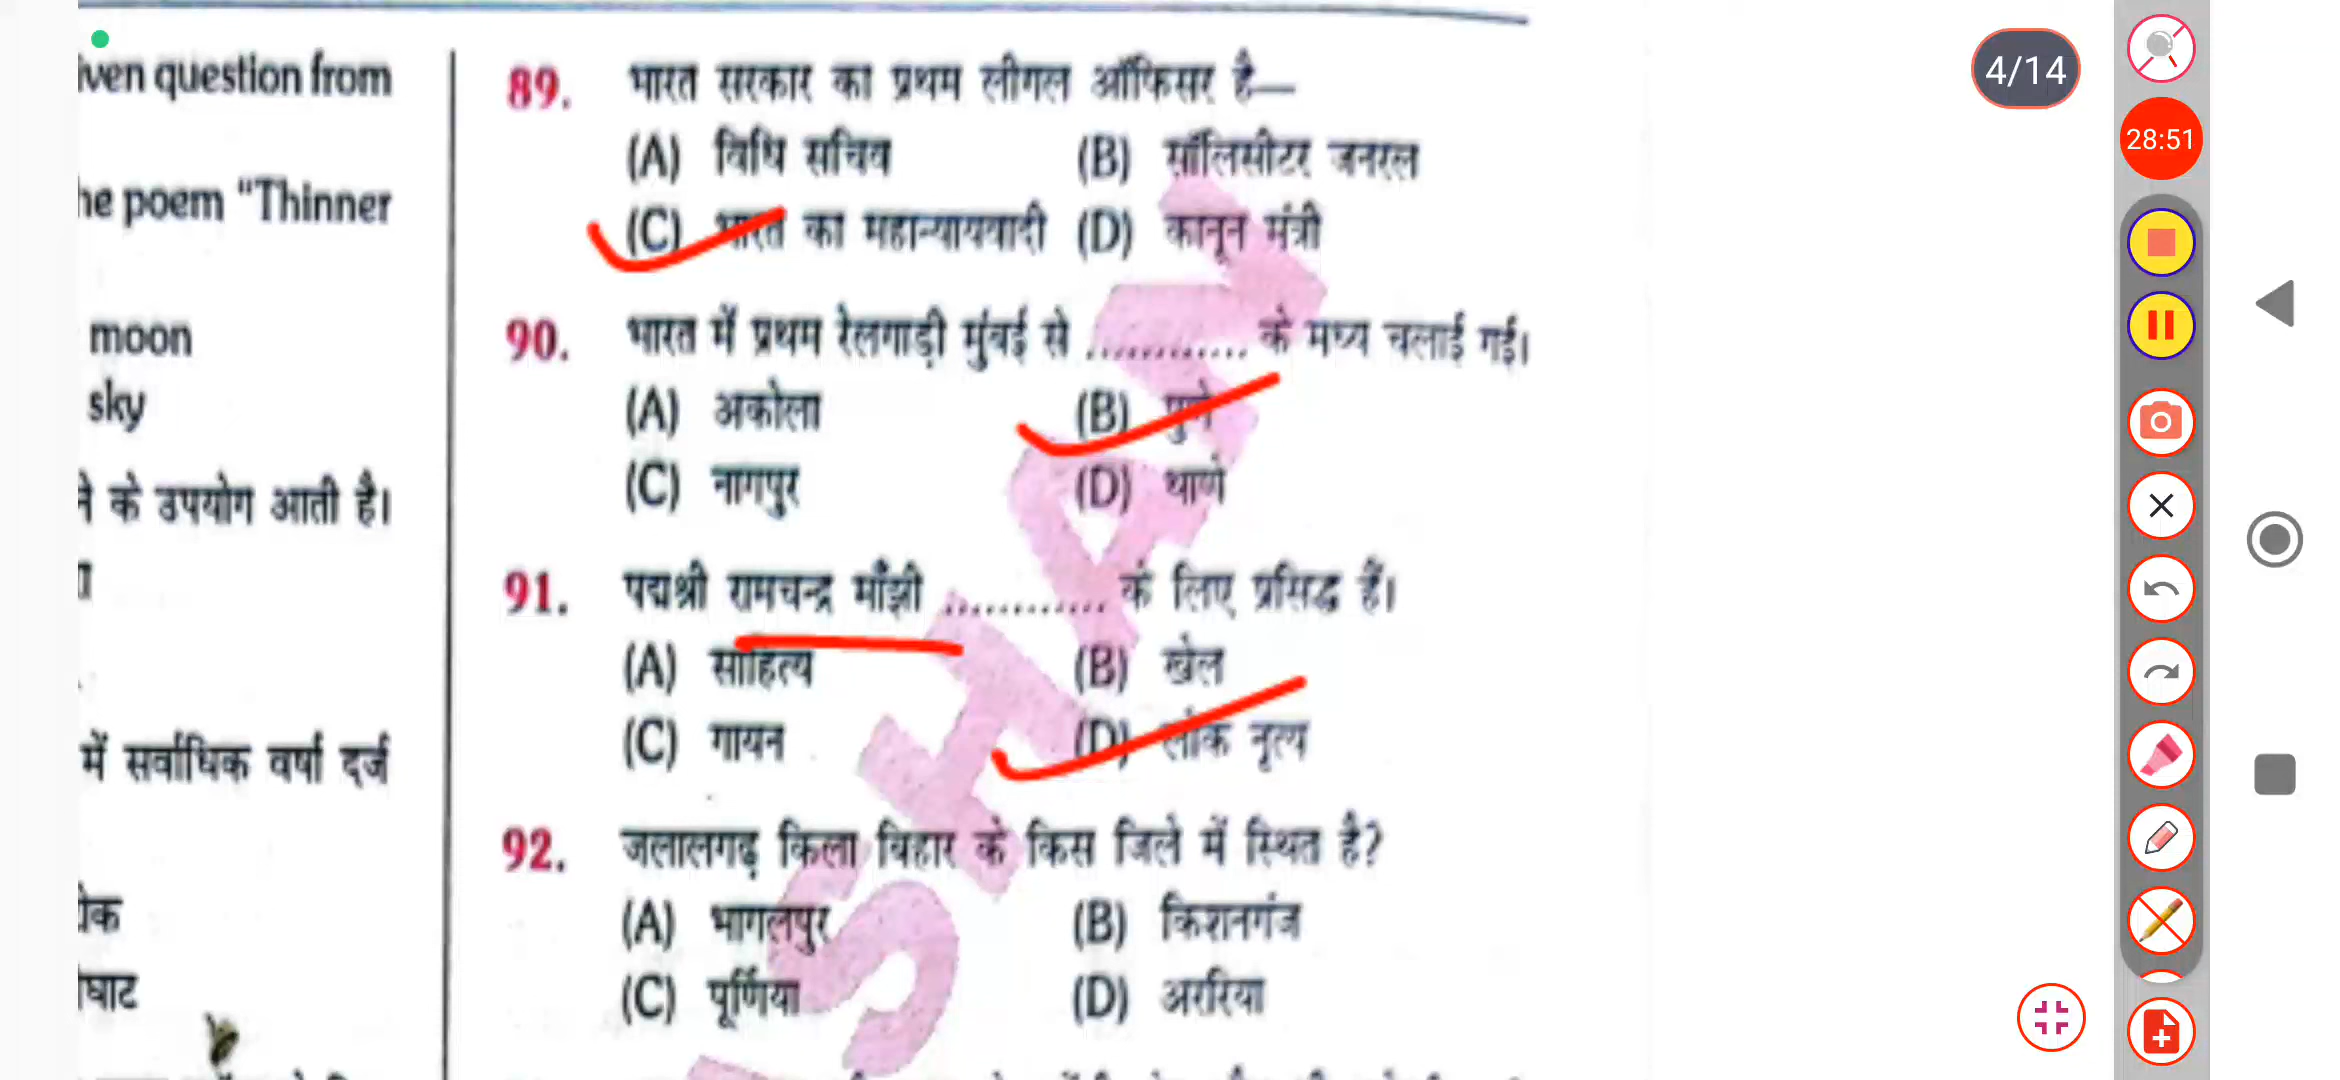 iven question from
he poem "Thinner
moon
sky
ने के उपयोग आती है।
में सर्वाधिक वर्षा दर्ज
घाट
89. भारत सरकार का प्रथम लीगल ऑफिसर है—
(A) विधि सचिव (B) सॉलिसीटर जनरल
(C) भारत का महान्यायवादी (D) कानून मंत्री
90. भारत में प्रथम रेलगाड़ी मुंबई से ............ के मध्य चलाई गई।
(A) अकोला (B) पुणे
(C) नागपुर (D) थाणे
91. पद्मश्री रामचन्द्र माँझी ............ के लिए प्रसिद्ध हैं।
(A) साहित्य (B) खेल
(C) गायन (D) लोक नृत्य
92. जलालगढ़ किला बिहार के किस जिले में स्थित है?
(A) भागलपुर (B) किशनगंज
(C) पूर्णिया (D) अररिया
4/14
28:51